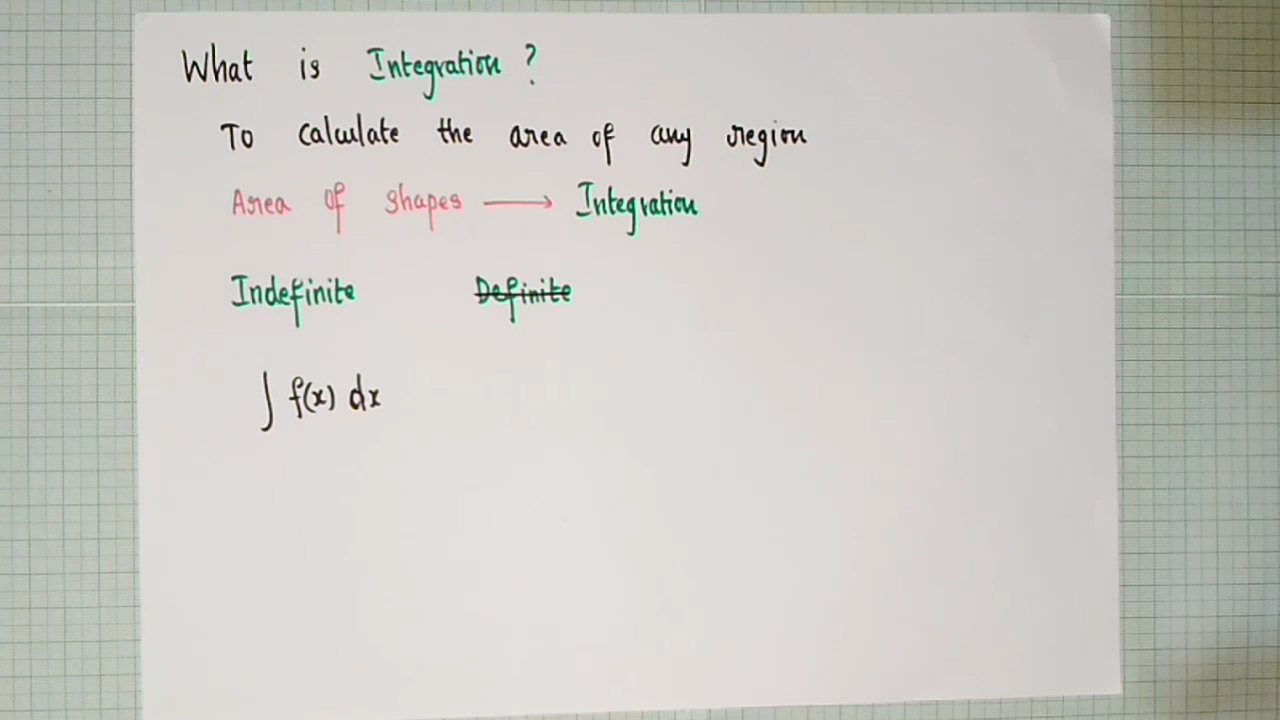 What is Integration ?
To calculate the area of any region
Area of shapes ⟶ Integration
Indefinite Definite
∫ f(x) dx